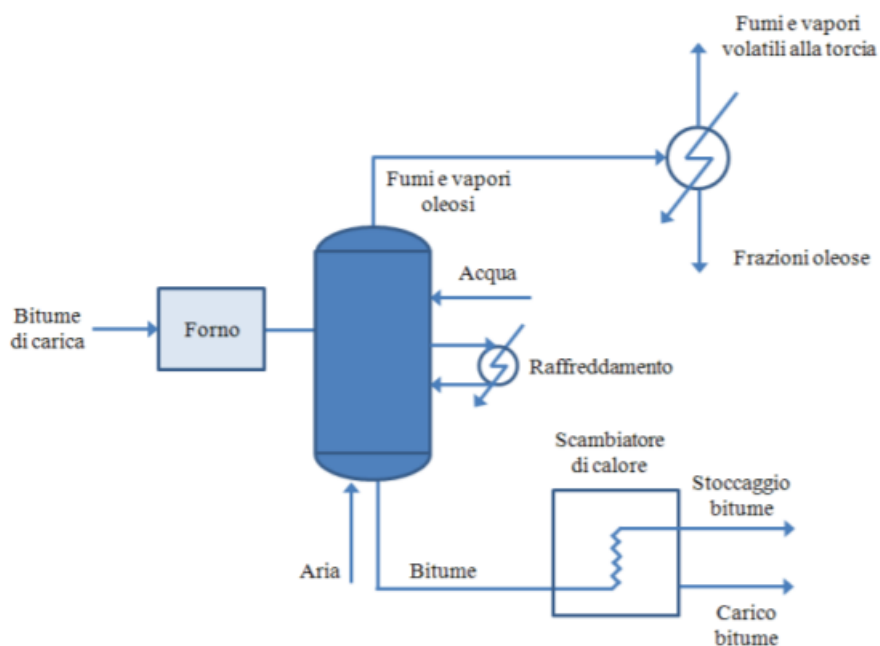 Fumi e vapori
volatili alla torcia
Fumi e vapori
oleosi
Frazioni oleose
Acqua
Bitume
di carica
Forno
Raffreddamento
Scambiatore
di calore
Stoccaggio
bitume
Aria
Bitume
Carico
bitume